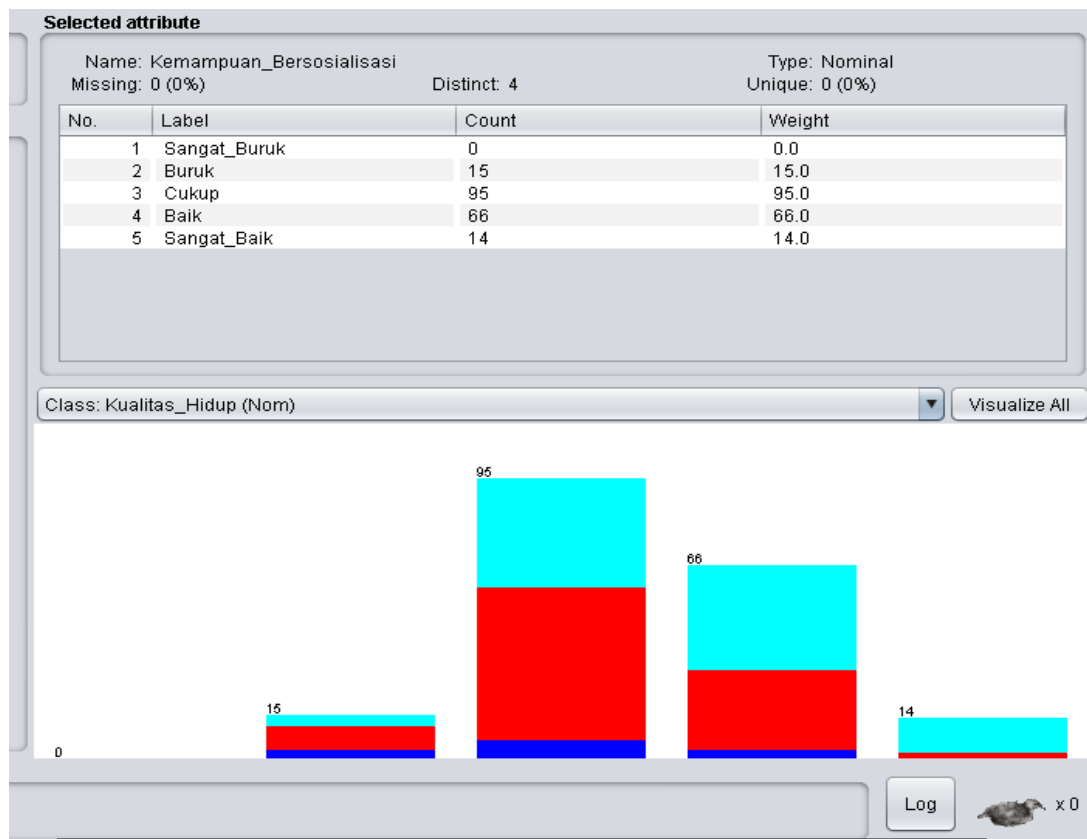 Selected attribute
Name: Kemampuan_Bersosialisasi Type: Nominal
Missing: 0 (0%) Distinct: 4 Unique: 0 (0%)
No. Label Count Weight
1 Sangat_Buruk 0 0.0
2 Buruk 15 15.0
3 Cukup 95 95.0
4 Baik 66 66.0
5 Sangat_Baik 14 14.0
Class: Kualitas_Hidup (Nom) Visualize All
95
66
15
14
0
Log x 0